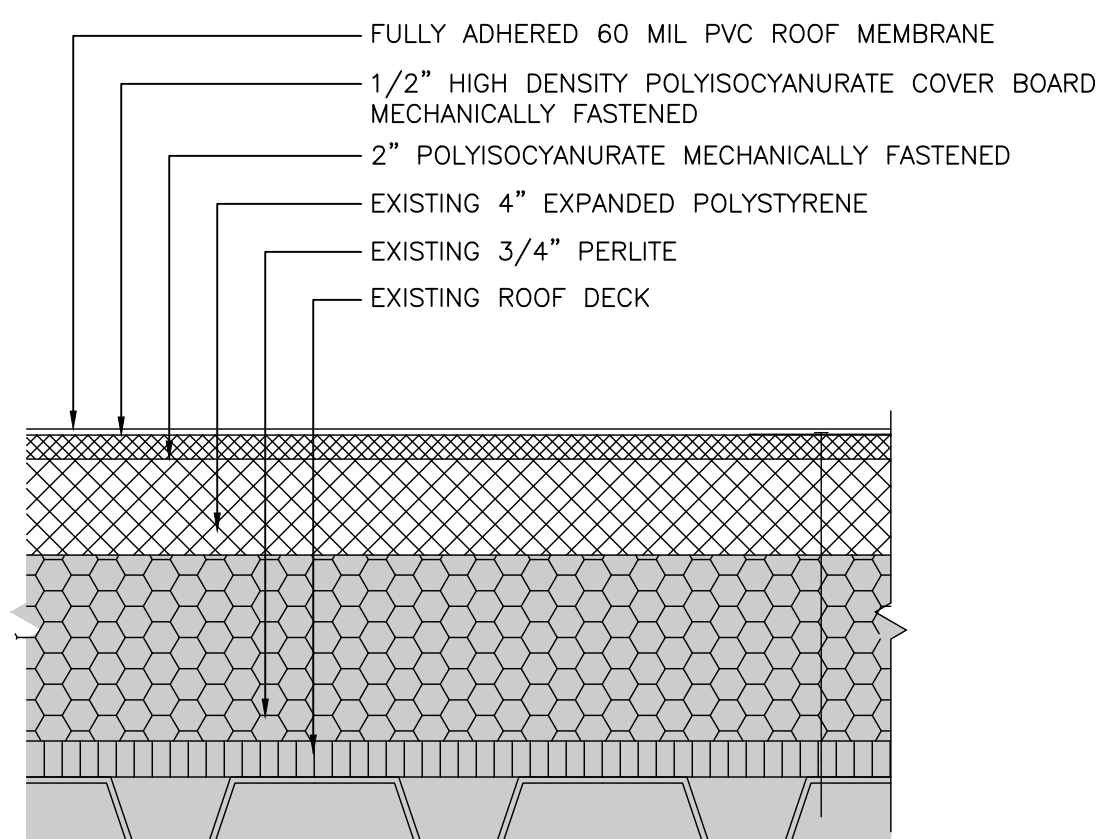 FULLY ADHERED 60 MIL PVC ROOF MEMBRANE
1/2” HIGH DENSITY POLYISOCYANURATE COVER BOARD
MECHANICALLY FASTENED
2” POLYISOCYANURATE MECHANICALLY FASTENED
EXISTING 4” EXPANDED POLYSTYRENE
EXISTING 3/4” PERLITE
EXISTING ROOF DECK